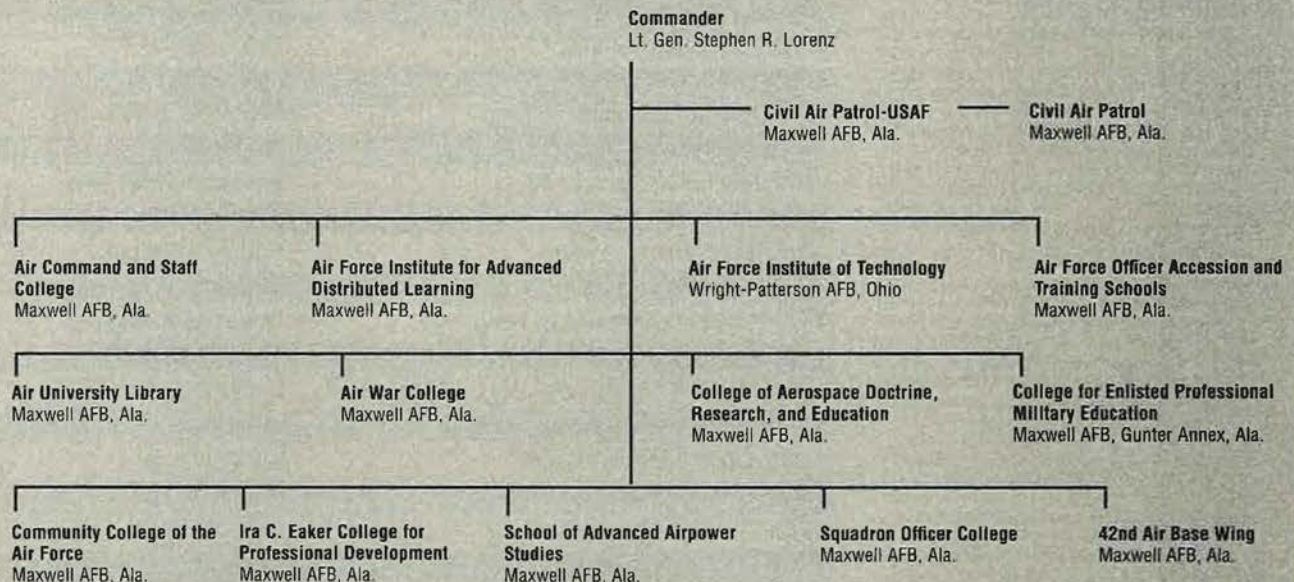 Commander
Lt. Gen. Stephen R. Lorenz
Civil Air Patrol-USAF
Maxwell AFB, Ala.
Civil Air Patrol
Maxwell AFB, Ala.
Air Command and Staff
College
Maxwell AFB, Ala.
Air Force Institute for Advanced
Distributed Learning
Maxwell AFB, Ala.
Air Force Institute of Technology
Wright-Patterson AFB, Ohio
Air Force Officer Accession and
Training Schools
Maxwell AFB, Ala.
Air University Library
Maxwell AFB, Ala.
Air War College
Maxwell AFB, Ala.
College of Aerospace Doctrine,
Research, and Education
Maxwell AFB, Ala.
College for Enlisted Professional
Military Education
Maxwell AFB, Gunter Annex, Ala.
Community College of the
Air Force
Maxwell AFB, Ala.
Ira C. Eaker College for
Professional Development
Maxwell AFB, Ala.
School of Advanced Airpower
Studies
Maxwell AFB, Ala.
Squadron Officer College
Maxwell AFB, Ala.
42nd Air Base Wing
Maxwell AFB, Ala.